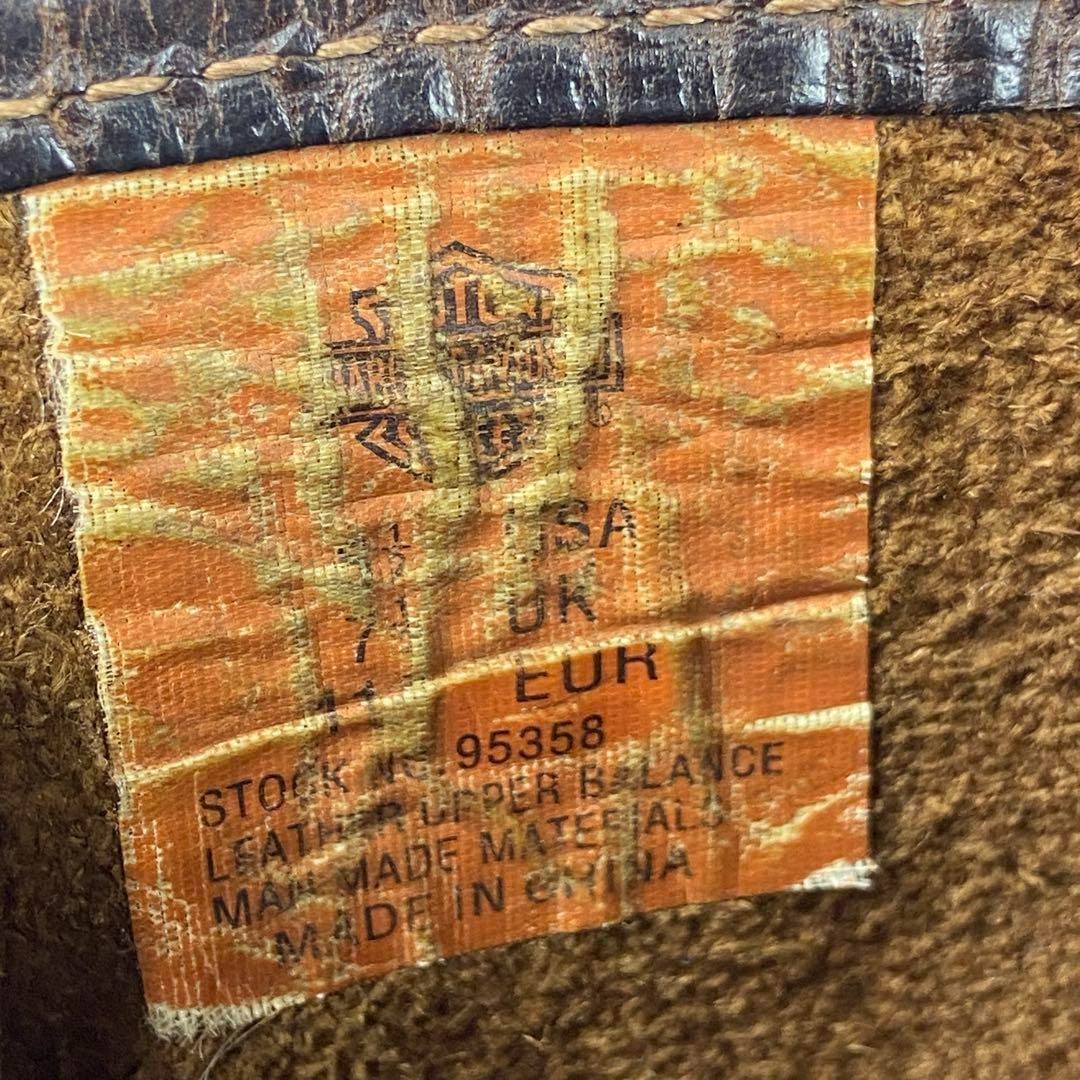 ®
USA
UK
EUR
STOCK NO. 95358
LEATHER UPPER BALANCE
MAN MADE MATERIALS
MADE IN CHINA